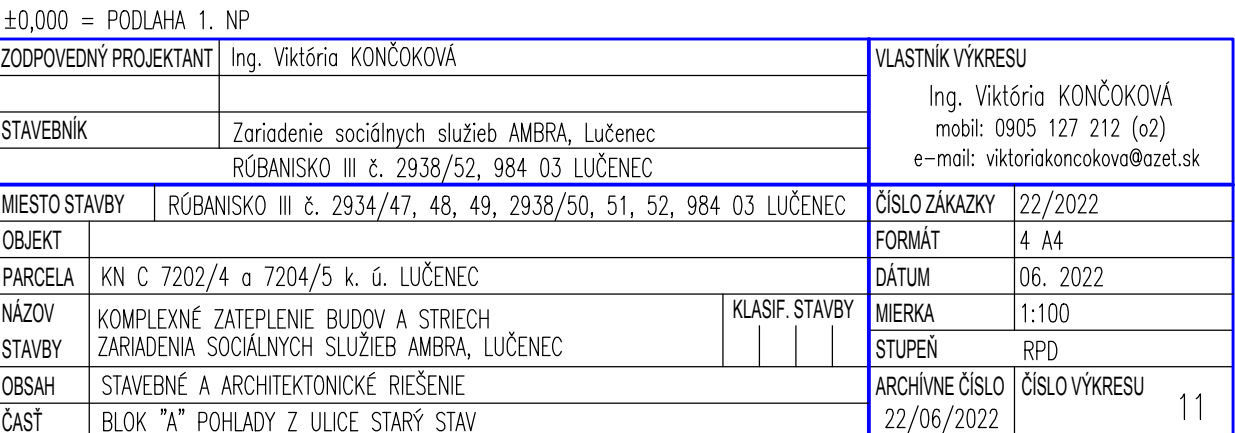 ±0,000 = PODLAHA 1. NP
ZODPOVEDNÝ PROJEKTANT Ing. Viktória KONČOKOVÁ
STAVEBNÍK Zariadenie sociálnych služieb AMBRA, Lučenec
RÚBANISKO III č. 2938/52, 984 03 LUČENEC
VLASTNÍK VÝKRESU
Ing. Viktória KONČOKOVÁ
mobil: 0905 127 212 (o2)
e-mail: viktoriakoncokova@azet.sk
MIESTO STAVBY RÚBANISKO III č. 2934/47, 48, 49, 2938/50, 51, 52, 984 03 LUČENEC
OBJEKT
PARCELA KN C 7202/4 a 7204/5 k. ú. LUČENEC
NÁZOV STAVBY KOMPLEXNÉ ZATEPLENIE BUDOV A STRIECH
ZARIADENIA SOCIÁLNYCH SLUŽIEB AMBRA, LUČENEC
KLASIF. STAVBY
OBSAH STAVEBNÉ A ARCHITEKTONICKÉ RIEŠENIE
ČASŤ BLOK "A" POHLADY Z ULICE STARÝ STAV
ČÍSLO ZÁKAZKY 22/2022
FORMÁT 4 A4
DÁTUM 06. 2022
MIERKA 1:100
STUPEŇ RPD
ARCHÍVNE ČÍSLO
22/06/2022
ČÍSLO VÝKRESU
11